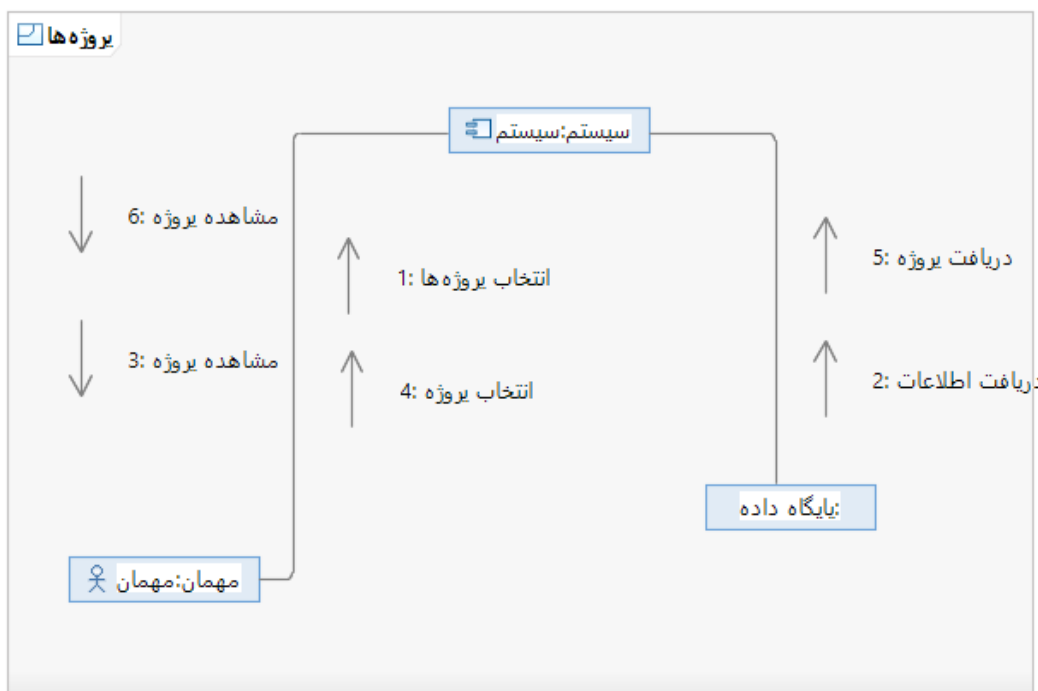 پروژه‌ها
سیستم:سیستم
6: مشاهده پروژه
1: انتخاب پروژه‌ها
5: دریافت پروژه
3: مشاهده پروژه
4: انتخاب پروژه
2: دریافت اطلاعات
:پایگاه داده
مهمان:مهمان